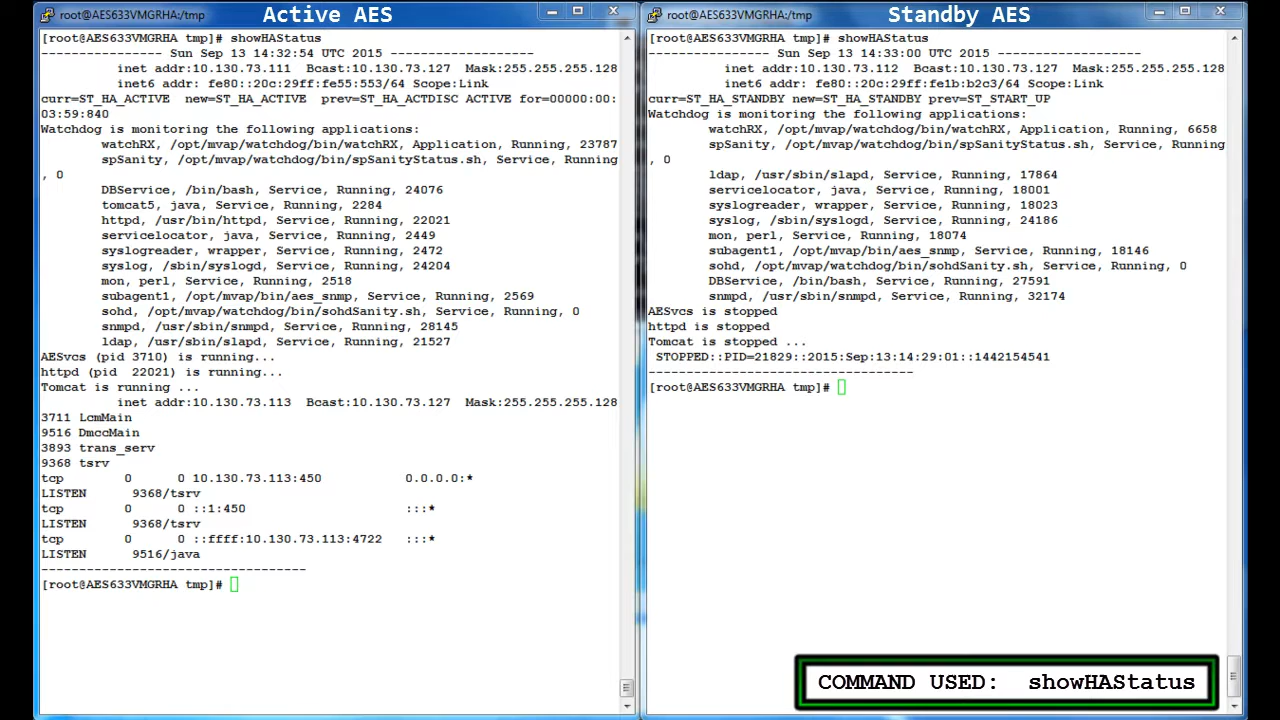 root@AES633VMGRHA:/tmp
Active AES
[root@AES633VMGRHA tmp]# showHAStatus
--------------- Sun Sep 13 14:32:54 UTC 2015 -------------------
inet addr:10.130.73.111  Bcast:10.130.73.127  Mask:255.255.255.128
inet6 addr: fe80::20c:29ff:fe55:553/64 Scope:Link
curr=ST_HA_ACTIVE  new=ST_HA_ACTIVE  prev=ST_HA_ACTDISC ACTIVE for=00000:00:
03:59:840
Watchdog is monitoring the following applications:
watchRX, /opt/mvap/watchdog/bin/watchRX, Application, Running, 23787
spSanity, /opt/mvap/watchdog/bin/spSanityStatus.sh, Service, Running
, 0
DBService, /bin/bash, Service, Running, 24076
tomcat5, java, Service, Running, 2284
httpd, /usr/bin/httpd, Service, Running, 22021
servicelocator, java, Service, Running, 2449
syslogreader, wrapper, Service, Running, 2472
syslog, /sbin/syslogd, Service, Running, 24204
mon, perl, Service, Running, 2518
subagent1, /opt/mvap/bin/aes_snmp, Service, Running, 2569
sohd, /opt/mvap/watchdog/bin/sohdSanity.sh, Service, Running, 0
snmpd, /usr/sbin/snmpd, Service, Running, 28145
ldap, /usr/sbin/slapd, Service, Running, 21527
AESvcs (pid 3710) is running...
httpd (pid  22021) is running...
Tomcat is running ...
inet addr:10.130.73.113  Bcast:10.130.73.127  Mask:255.255.255.128
3711 LcmMain
9516 DmccMain
3893 trans_serv
9368 tsrv
tcp        0      0 10.130.73.113:450           0.0.0.0:*
LISTEN      9368/tsrv
tcp        0      0 ::1:450                     :::*
LISTEN      9368/tsrv
tcp        0      0 ::ffff:10.130.73.113:4722   :::*
LISTEN      9516/java
-----------------------------------
[root@AES633VMGRHA tmp]#
root@AES633VMGRHA:/tmp
Standby AES
[root@AES633VMGRHA tmp]# showHAStatus
---------------- Sun Sep 13 14:33:00 UTC 2015 -------------------
inet addr:10.130.73.112  Bcast:10.130.73.127  Mask:255.255.255.128
inet6 addr: fe80::20c:29ff:fe1b:b2c3/64 Scope:Link
curr=ST_HA_STANDBY new=ST_HA_STANDBY prev=ST_START_UP
Watchdog is monitoring the following applications:
watchRX, /opt/mvap/watchdog/bin/watchRX, Application, Running, 6658
spSanity, /opt/mvap/watchdog/bin/spSanityStatus.sh, Service, Running
, 0
ldap, /usr/sbin/slapd, Service, Running, 17864
servicelocator, java, Service, Running, 18001
syslogreader, wrapper, Service, Running, 18023
syslog, /sbin/syslogd, Service, Running, 24186
mon, perl, Service, Running, 18074
subagent1, /opt/mvap/bin/aes_snmp, Service, Running, 18146
sohd, /opt/mvap/watchdog/bin/sohdSanity.sh, Service, Running, 0
DBService, /bin/bash, Service, Running, 27591
snmpd, /usr/sbin/snmpd, Service, Running, 32174
AESvcs is stopped
httpd is stopped
Tomcat is stopped ...
STOPPED::PID=21829::2015:Sep:13:14:29:01::1442154541
-----------------------------------
[root@AES633VMGRHA tmp]#
COMMAND USED:  showHAStatus